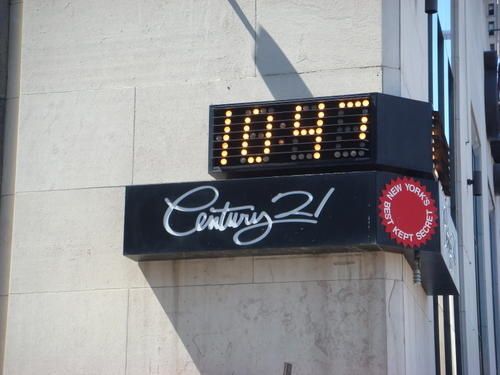 10:47
Century 21
NEW YORK'S
BEST KEPT SECRET